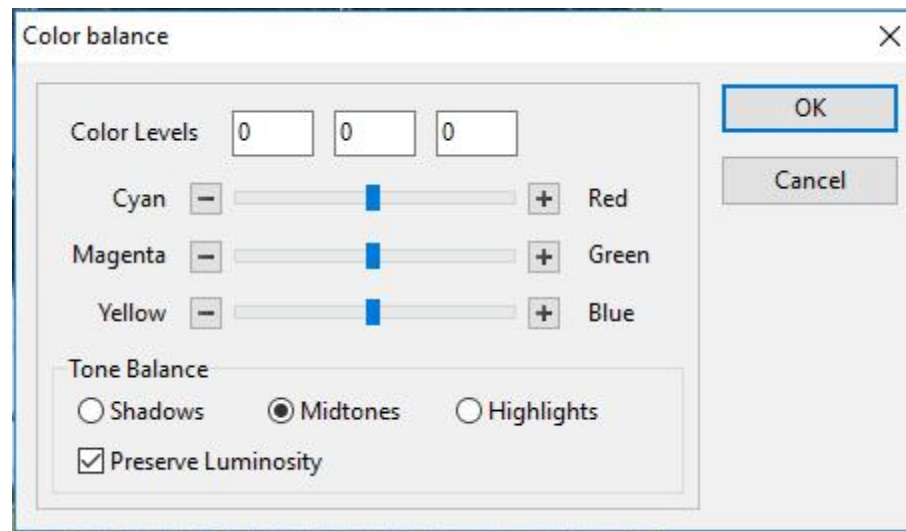 Color balance
OK
Color Levels 0 0 0
Cancel
Cyan Red
Magenta Green
Yellow Blue
Tone Balance
Shadows Midtones Highlights
Preserve Luminosity